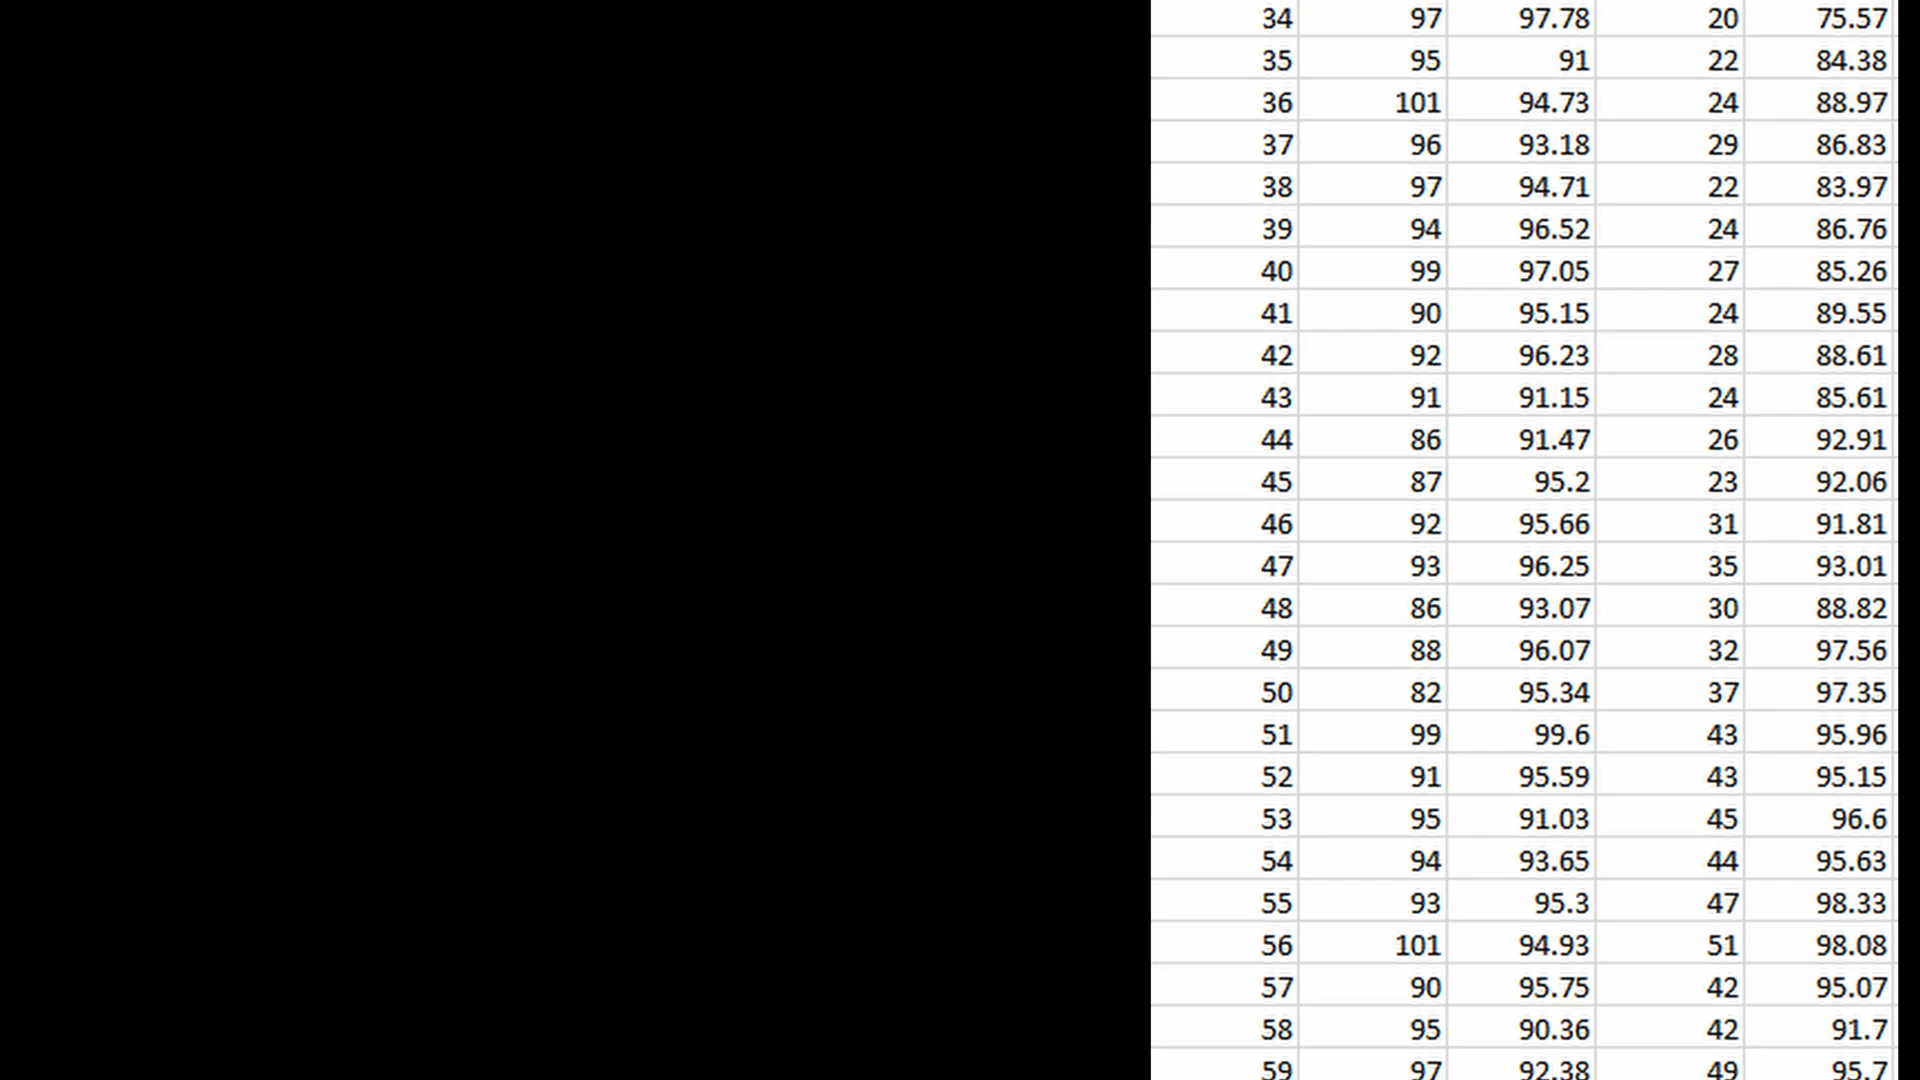 34 97 97.78 20 75.57
35 95 91 22 84.38
36 101 94.73 24 88.97
37 96 93.18 29 86.83
38 97 94.71 22 83.97
39 94 96.52 24 86.76
40 99 97.05 27 85.26
41 90 95.15 24 89.55
42 92 96.23 28 88.61
43 91 91.15 24 85.61
44 86 91.47 26 92.91
45 87 95.2 23 92.06
46 92 95.66 31 91.81
47 93 96.25 35 93.01
48 86 93.07 30 88.82
49 88 96.07 32 97.56
50 82 95.34 37 97.35
51 99 99.6 43 95.96
52 91 95.59 43 95.15
53 95 91.03 45 96.6
54 94 93.65 44 95.63
55 93 95.3 47 98.33
56 101 94.93 51 98.08
57 90 95.75 42 95.07
58 95 90.36 42 91.7
59 97 92.38 49 95.7